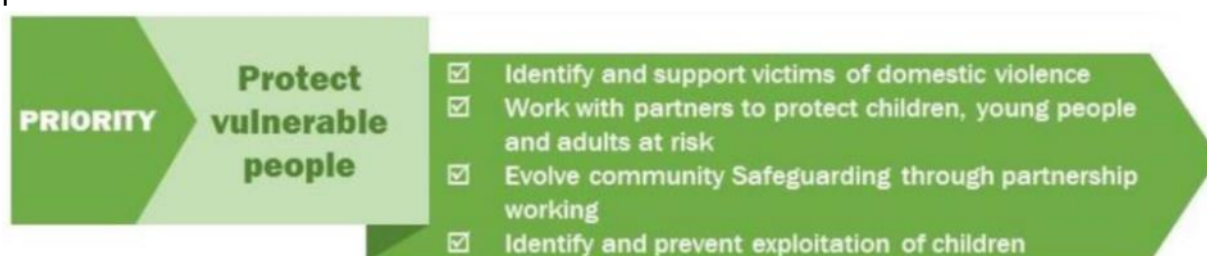 PRIORITY
Protect
vulnerable
people
☑ Identify and support victims of domestic violence
☑ Work with partners to protect children, young people
and adults at risk
☑ Evolve community Safeguarding through partnership
working
☑ Identify and prevent exploitation of children